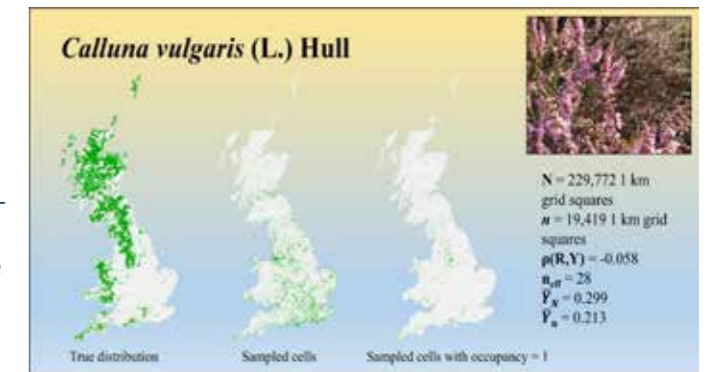 Calluna vulgaris (L.) Hull
N = 229,772 1 km
grid squares
n = 19,419 1 km grid
squares
ρ(R,Y) = -0.058
n_eff = 28
Ȳ_N = 0.299
Ȳ_n = 0.213
True distribution
Sampled cells
Sampled cells with occupancy = 1